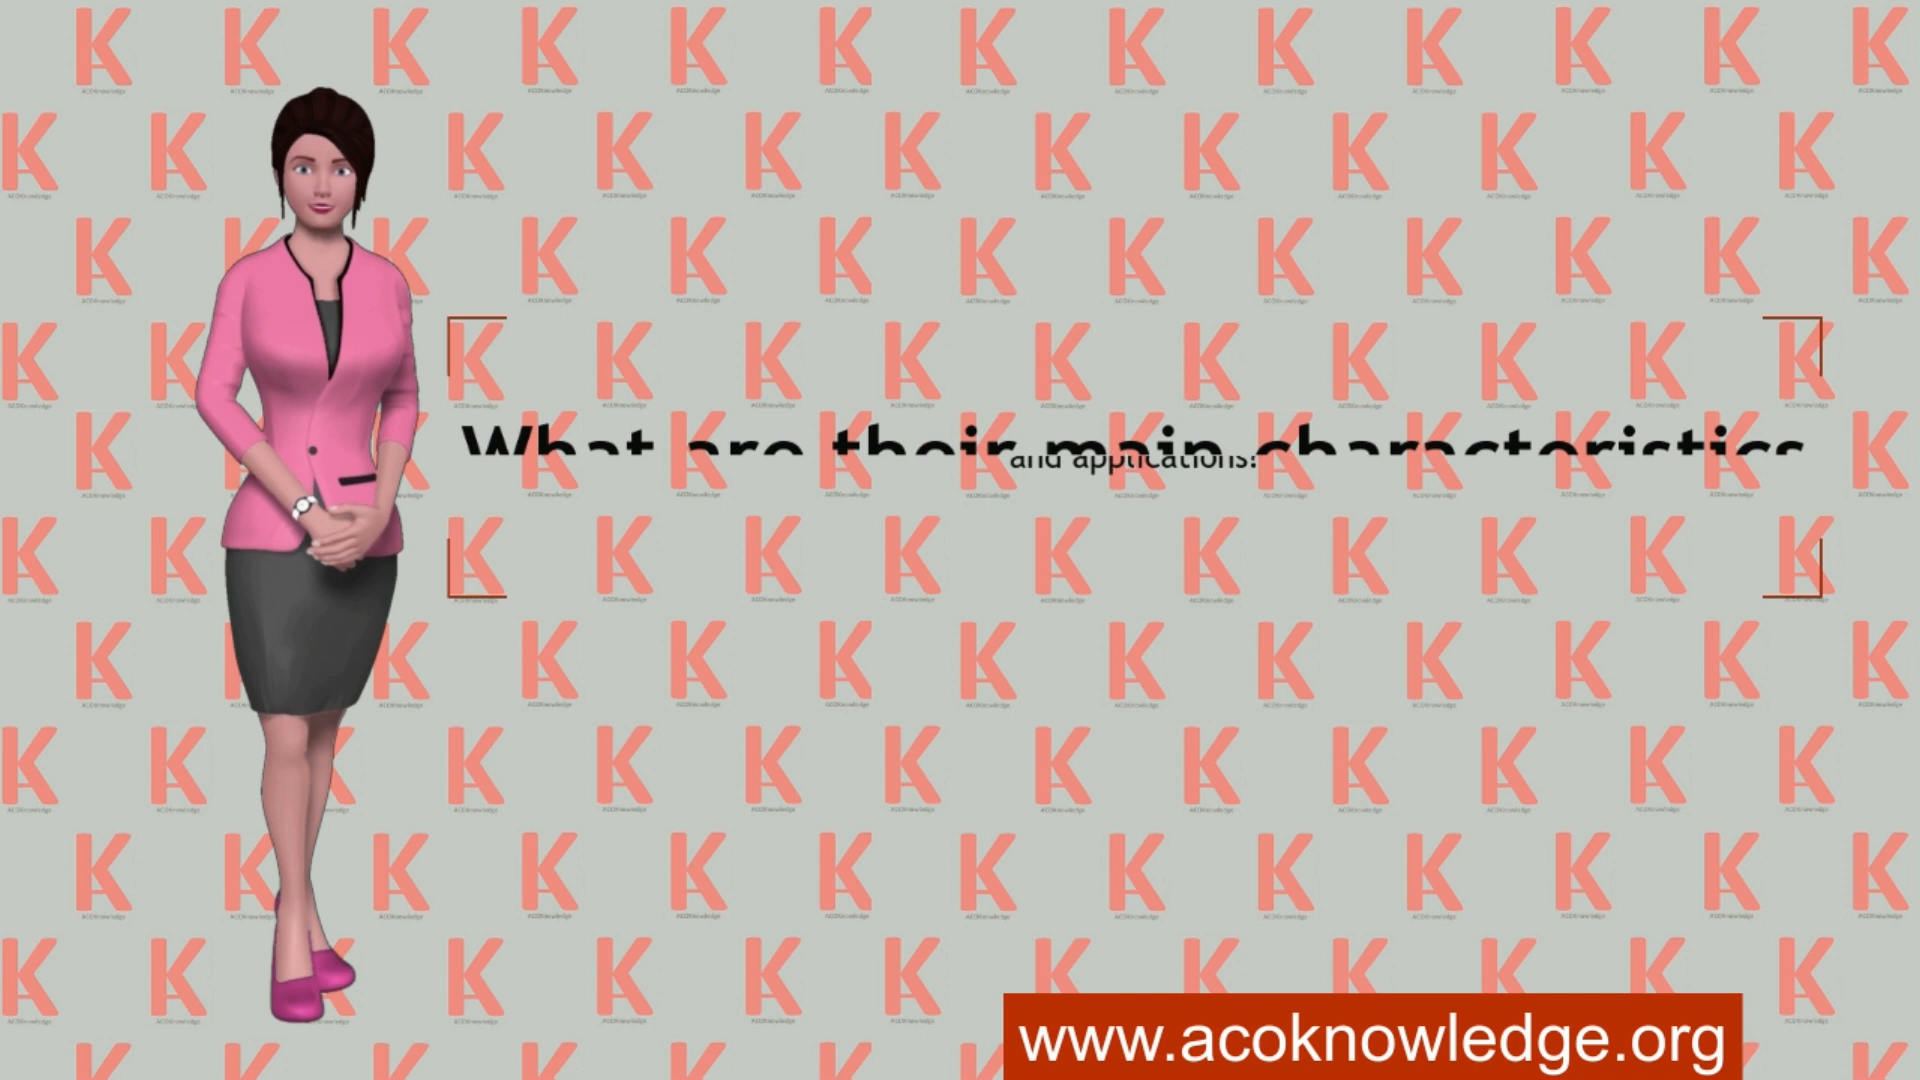 What are their main characteristics
and applications?
www.acoknowledge.org